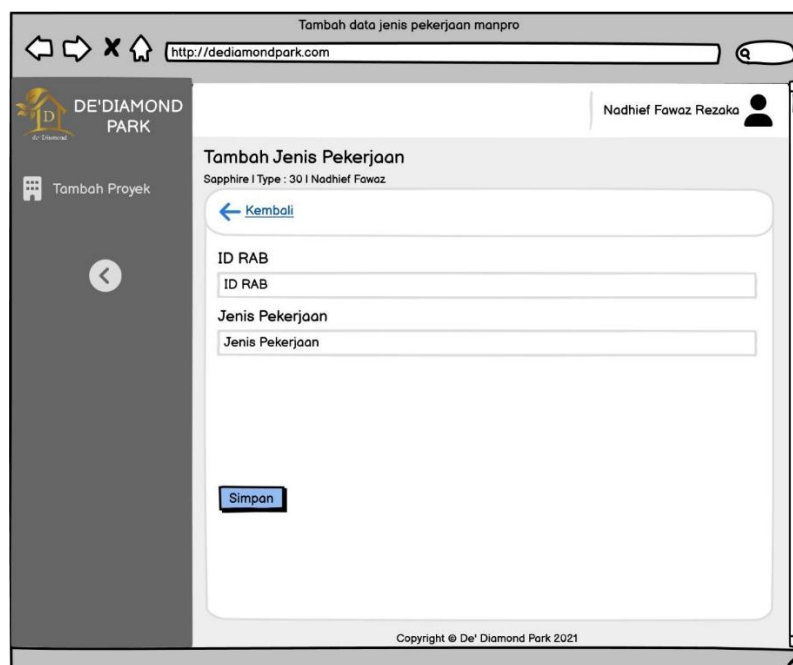 Tambah data jenis pekerjaan manpro
http://dediamondpark.com
DE'DIAMOND
PARK
D
de Diamond
Nadhief Fawaz Rezaka
Tambah Proyek
Tambah Jenis Pekerjaan
Sapphire I Type : 30 I Nadhief Fawaz
Kembali
ID RAB
ID RAB
Jenis Pekerjaan
Jenis Pekerjaan
Simpan
Copyright @ De' Diamond Park 2021